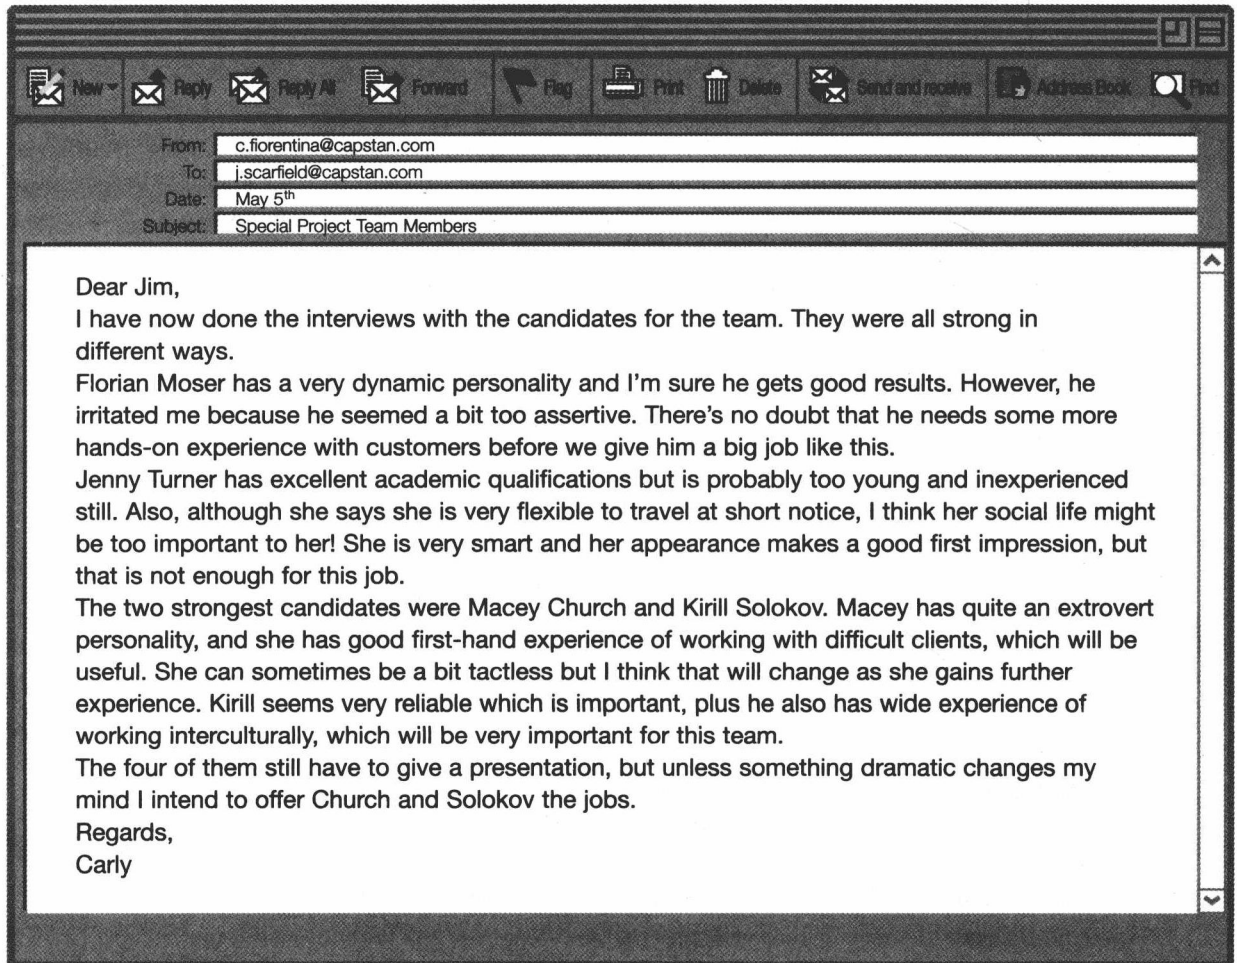 New Reply Reply All Forward Flag Print Delete Send and receive Address Book Find
From: c.fiorentina@capstan.com
To: j.scarfield@capstan.com
Date: May 5th
Subject: Special Project Team Members
Dear Jim,
I have now done the interviews with the candidates for the team. They were all strong in
different ways.
Florian Moser has a very dynamic personality and I'm sure he gets good results. However, he
irritated me because he seemed a bit too assertive. There's no doubt that he needs some more
hands-on experience with customers before we give him a big job like this.
Jenny Turner has excellent academic qualifications but is probably too young and inexperienced
still. Also, although she says she is very flexible to travel at short notice, I think her social life might
be too important to her! She is very smart and her appearance makes a good first impression, but
that is not enough for this job.
The two strongest candidates were Macey Church and Kirill Solokov. Macey has quite an extrovert
personality, and she has good first-hand experience of working with difficult clients, which will be
useful. She can sometimes be a bit tactless but I think that will change as she gains further
experience. Kirill seems very reliable which is important, plus he also has wide experience of
working interculturally, which will be very important for this team.
The four of them still have to give a presentation, but unless something dramatic changes my
mind I intend to offer Church and Solokov the jobs.
Regards,
Carly